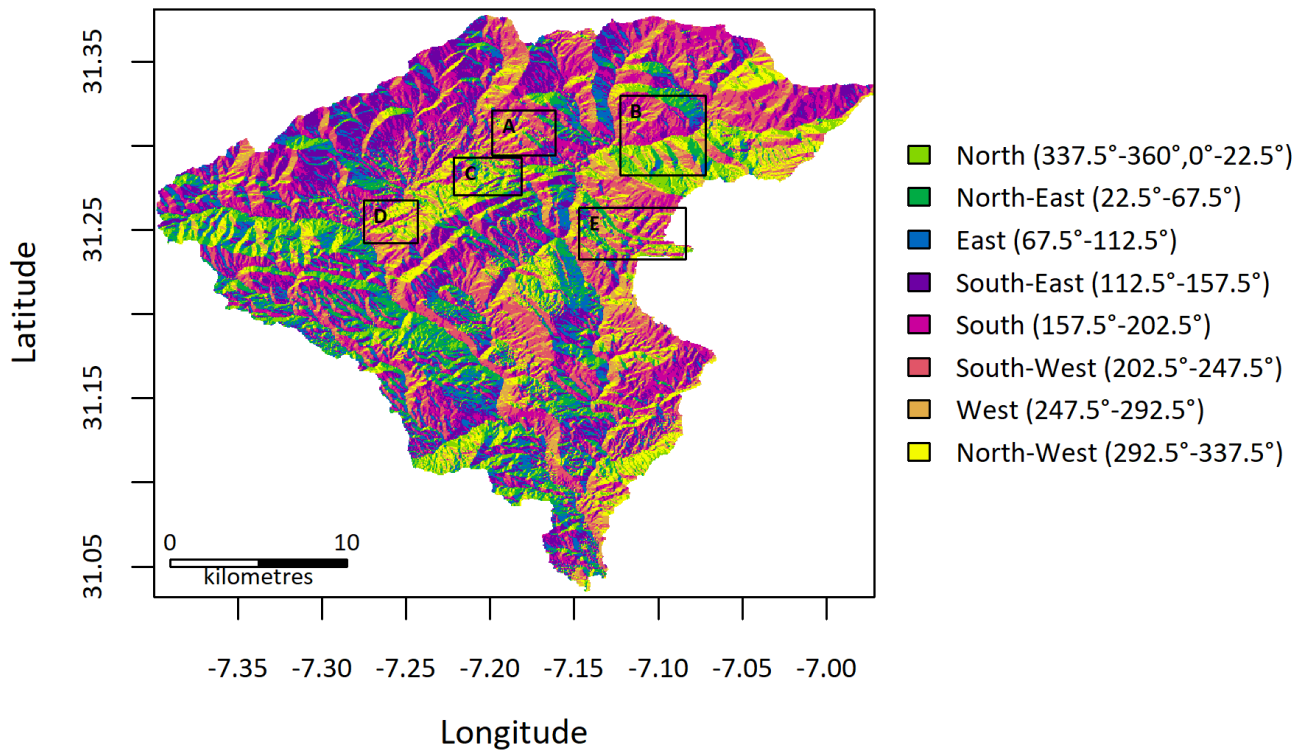 31.35
31.25
31.15
31.05
Latitude
A
B
C
D
E
0 10
kilometres
-7.35 -7.30 -7.25 -7.20 -7.15 -7.10 -7.05 -7.00
Longitude
North (337.5°-360°,0°-22.5°)
North-East (22.5°-67.5°)
East (67.5°-112.5°)
South-East (112.5°-157.5°)
South (157.5°-202.5°)
South-West (202.5°-247.5°)
West (247.5°-292.5°)
North-West (292.5°-337.5°)